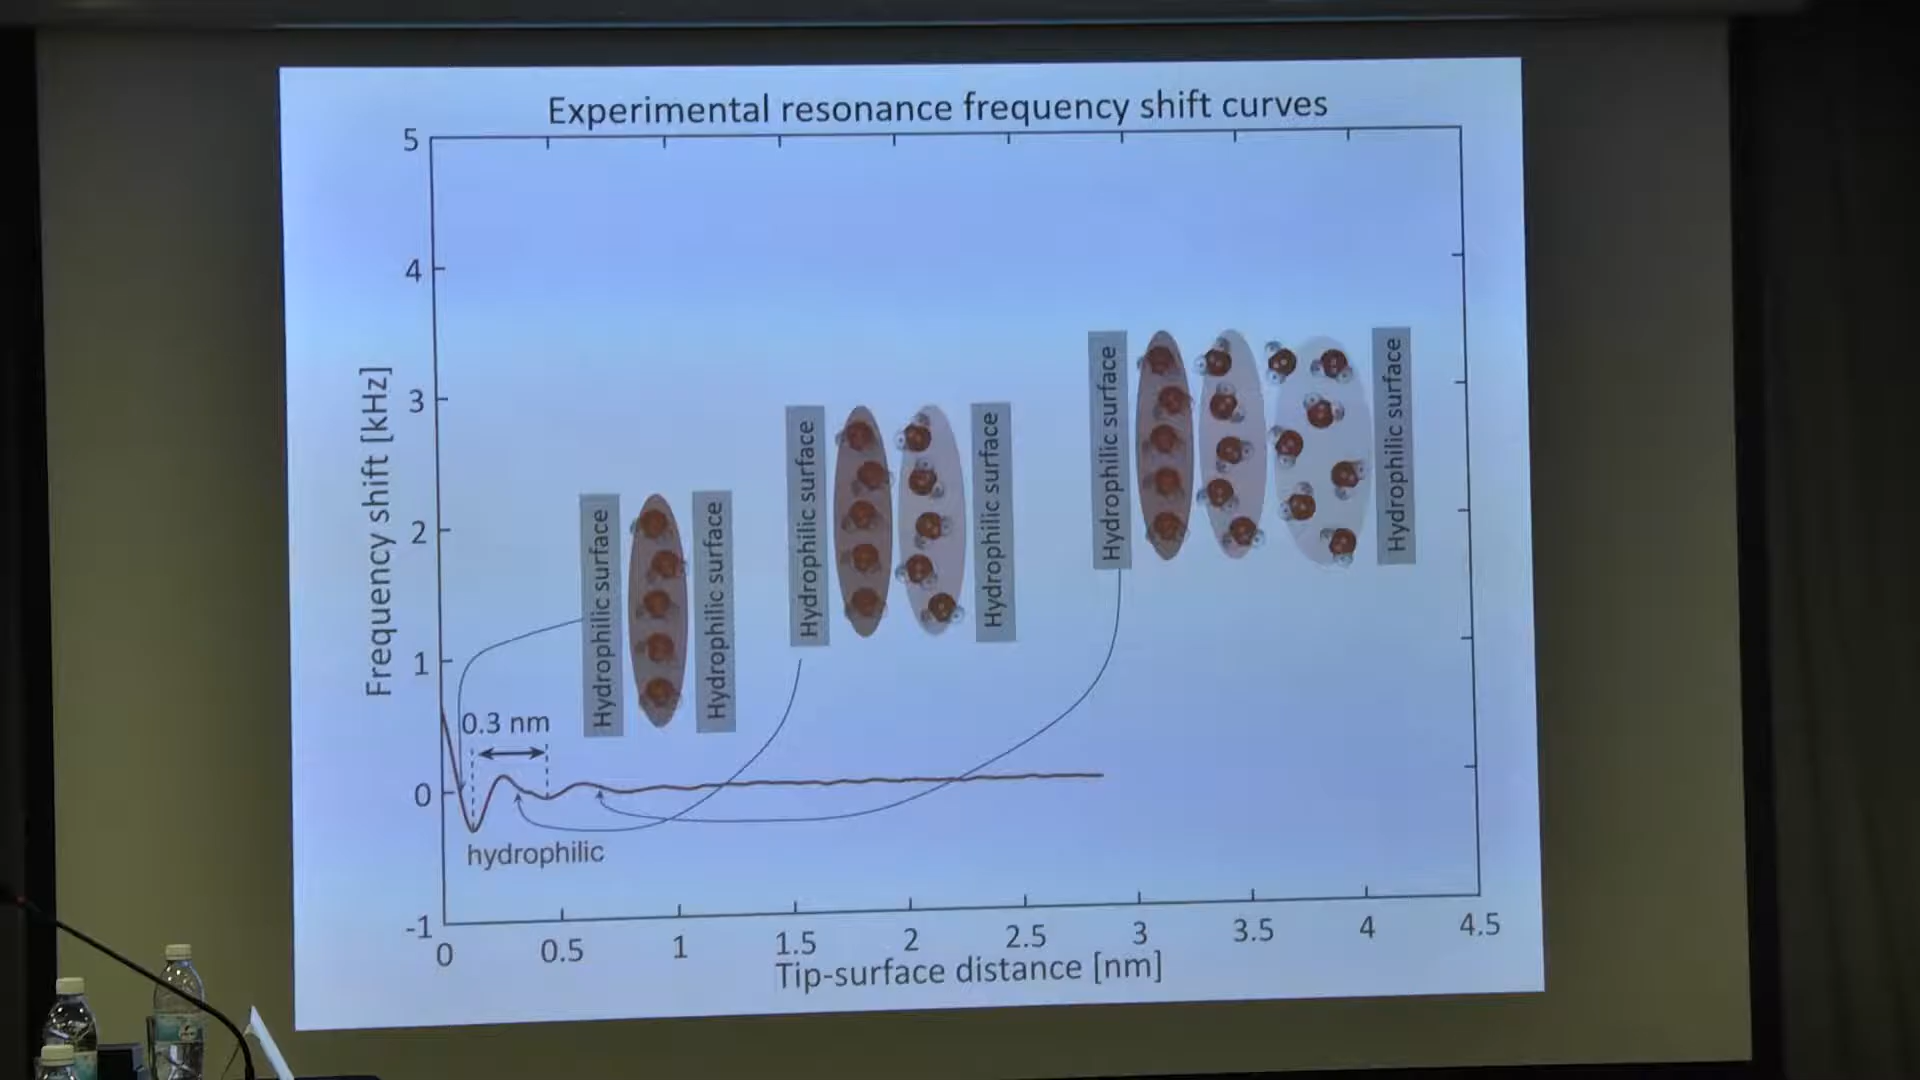 Experimental resonance frequency shift curves
5
4
3
2
1
0
-1
Frequency shift [kHz]
Hydrophilic surface
Hydrophilic surface
Hydrophilic surface
Hydrophilic surface
Hydrophilic surface
Hydrophilic surface
0.3 nm
hydrophilic
0 0.5 1 1.5 2 2.5 3 3.5 4 4.5
Tip-surface distance [nm]